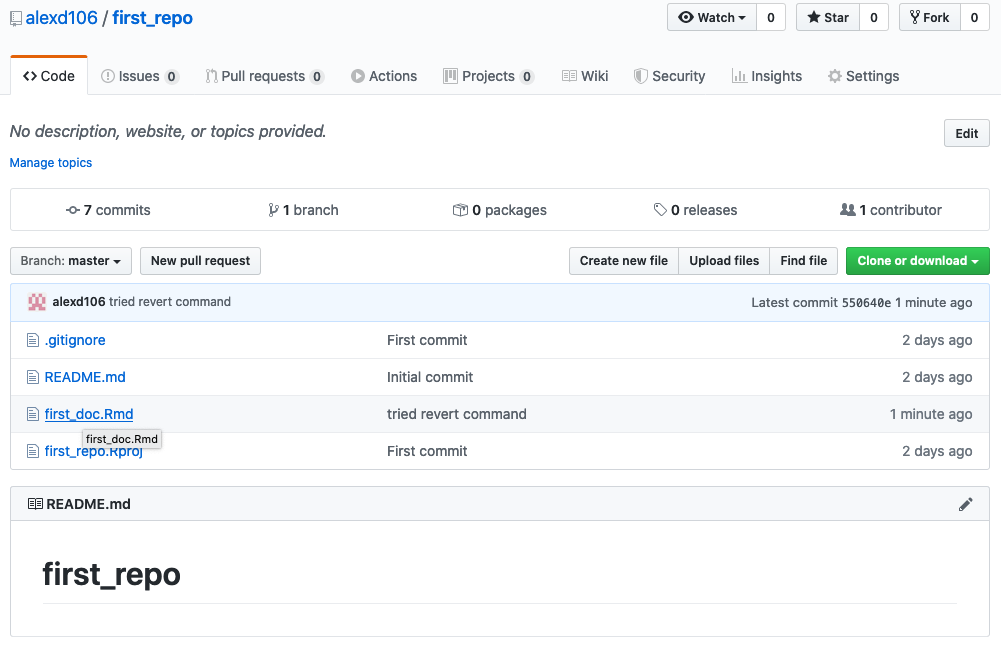 alexd106 / first_repo Watch 0 Star 0 Fork 0
Code Issues 0 Pull requests 0 Actions Projects 0 Wiki Security Insights Settings
No description, website, or topics provided. Edit
Manage topics
7 commits 1 branch 0 packages 0 releases 1 contributor
Branch: master New pull request Create new file Upload files Find file Clone or download
alexd106 tried revert command Latest commit 550640e 1 minute ago
.gitignore First commit 2 days ago
README.md Initial commit 2 days ago
first_doc.Rmd tried revert command 1 minute ago
first_doc.Rmd
first_repo.Rproj First commit 2 days ago
README.md
first_repo